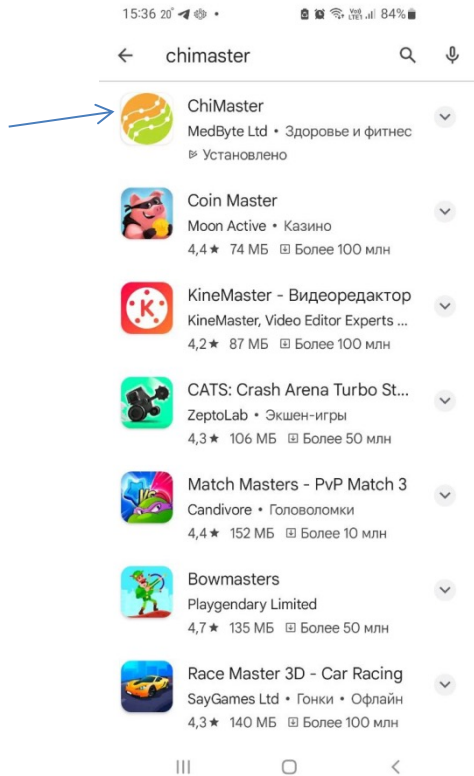 15:36 20° 84%
chimaster
ChiMaster
MedByte Ltd • Здоровье и фитнес
Установлено
Coin Master
Moon Active • Казино
4,4★ 74 МБ Более 100 млн
KineMaster - Видеоредактор
KineMaster, Video Editor Experts ...
4,2★ 87 МБ Более 100 млн
CATS: Crash Arena Turbo St...
ZeptoLab • Экшен-игры
4,3★ 106 МБ Более 50 млн
Match Masters - PvP Match 3
Candivore • Головоломки
4,4★ 152 МБ Более 10 млн
Bowmasters
Playgendary Limited
4,7★ 135 МБ Более 50 млн
Race Master 3D - Car Racing
SayGames Ltd • Гонки • Офлайн
4,3★ 140 МБ Более 100 млн